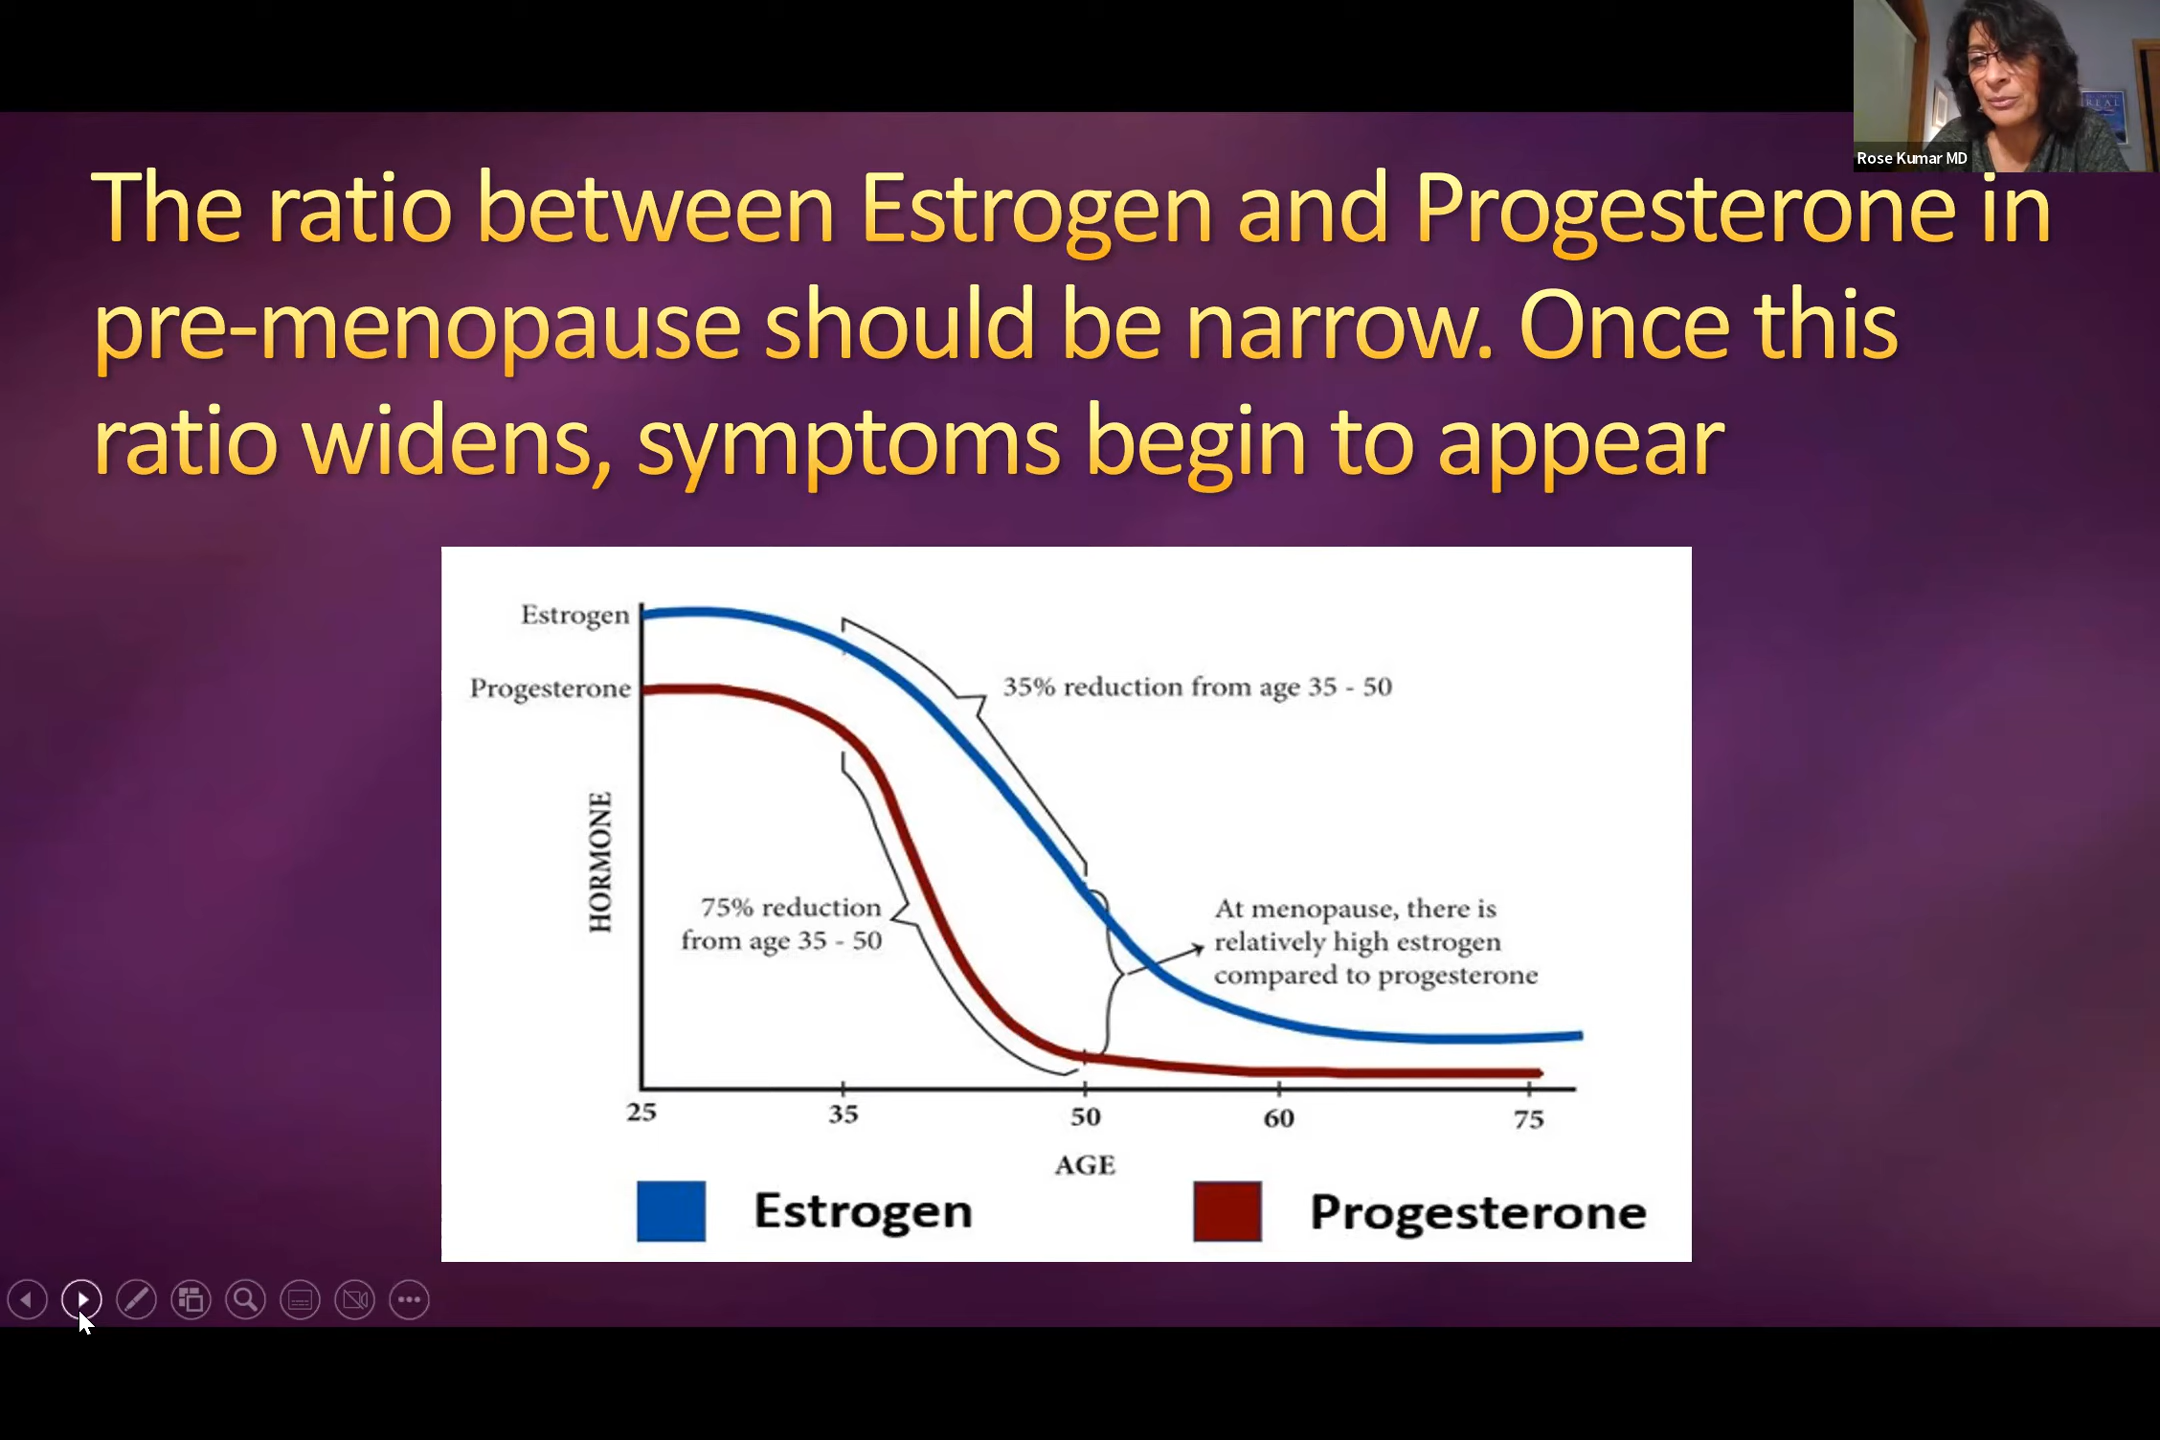 Rose Kumar MD
The ratio between Estrogen and Progesterone in
pre-menopause should be narrow. Once this
ratio widens, symptoms begin to appear
Estrogen
Progesterone
35% reduction from age 35 - 50
HORMONE
75% reduction
from age 35 - 50
At menopause, there is
relatively high estrogen
compared to progesterone
25 35 50 60 75
AGE
Estrogen Progesterone
REAL